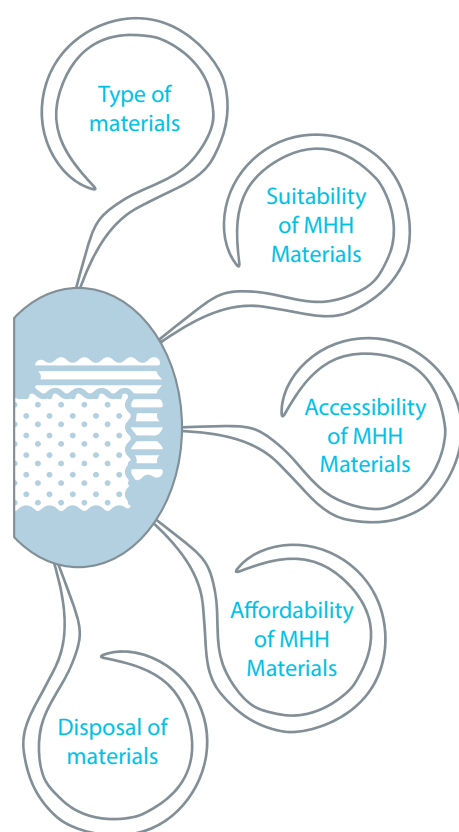 Type of
materials
Suitability
of MHH
Materials
Accessibility
of MHH
Materials
Affordability
of MHH
Materials
Disposal of
materials